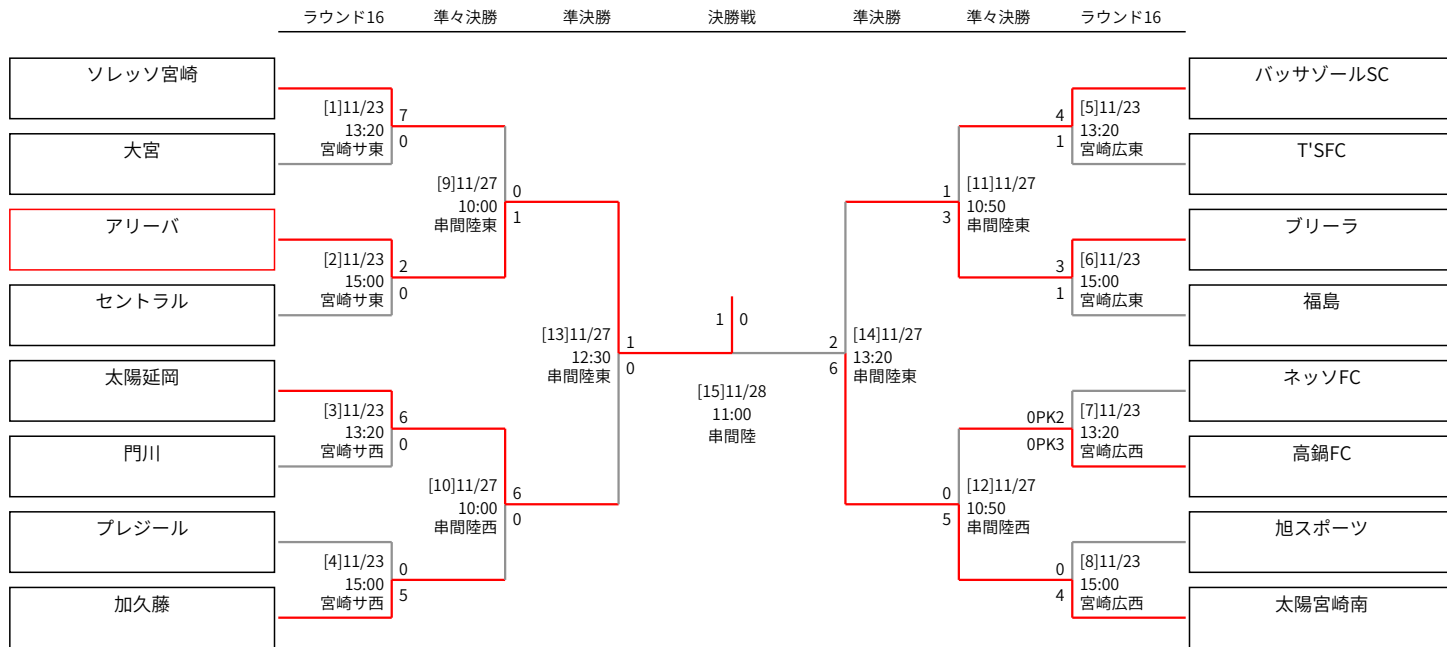 ラウンド16 準々決勝 準決勝 決勝戦 準決勝 準々決勝 ラウンド16
ソレッソ宮崎
大宮
アリーバ
セントラル
太陽延岡
門川
プレジール
加久藤
[1]11/23
13:20
宮崎サ東
7
0
[2]11/23
15:00
宮崎サ東
2
0
[3]11/23
13:20
宮崎サ西
6
0
[4]11/23
15:00
宮崎サ西
0
5
[9]11/27
10:00
串間陸東
0
1
[10]11/27
10:00
串間陸西
6
0
[13]11/27
12:30
串間陸東
1
0
1 0
[15]11/28
11:00
串間陸
2
6
[14]11/27
13:20
串間陸東
1
3
[11]11/27
10:50
串間陸東
0
5
[12]11/27
10:50
串間陸西
4
1
[5]11/23
13:20
宮崎広東
3
1
[6]11/23
15:00
宮崎広東
0PK2
0PK3
[7]11/23
13:20
宮崎広西
0
4
[8]11/23
15:00
宮崎広西
バッサゾールSC
T'SFC
ブリーラ
福島
ネッソFC
高鍋FC
旭スポーツ
太陽宮崎南